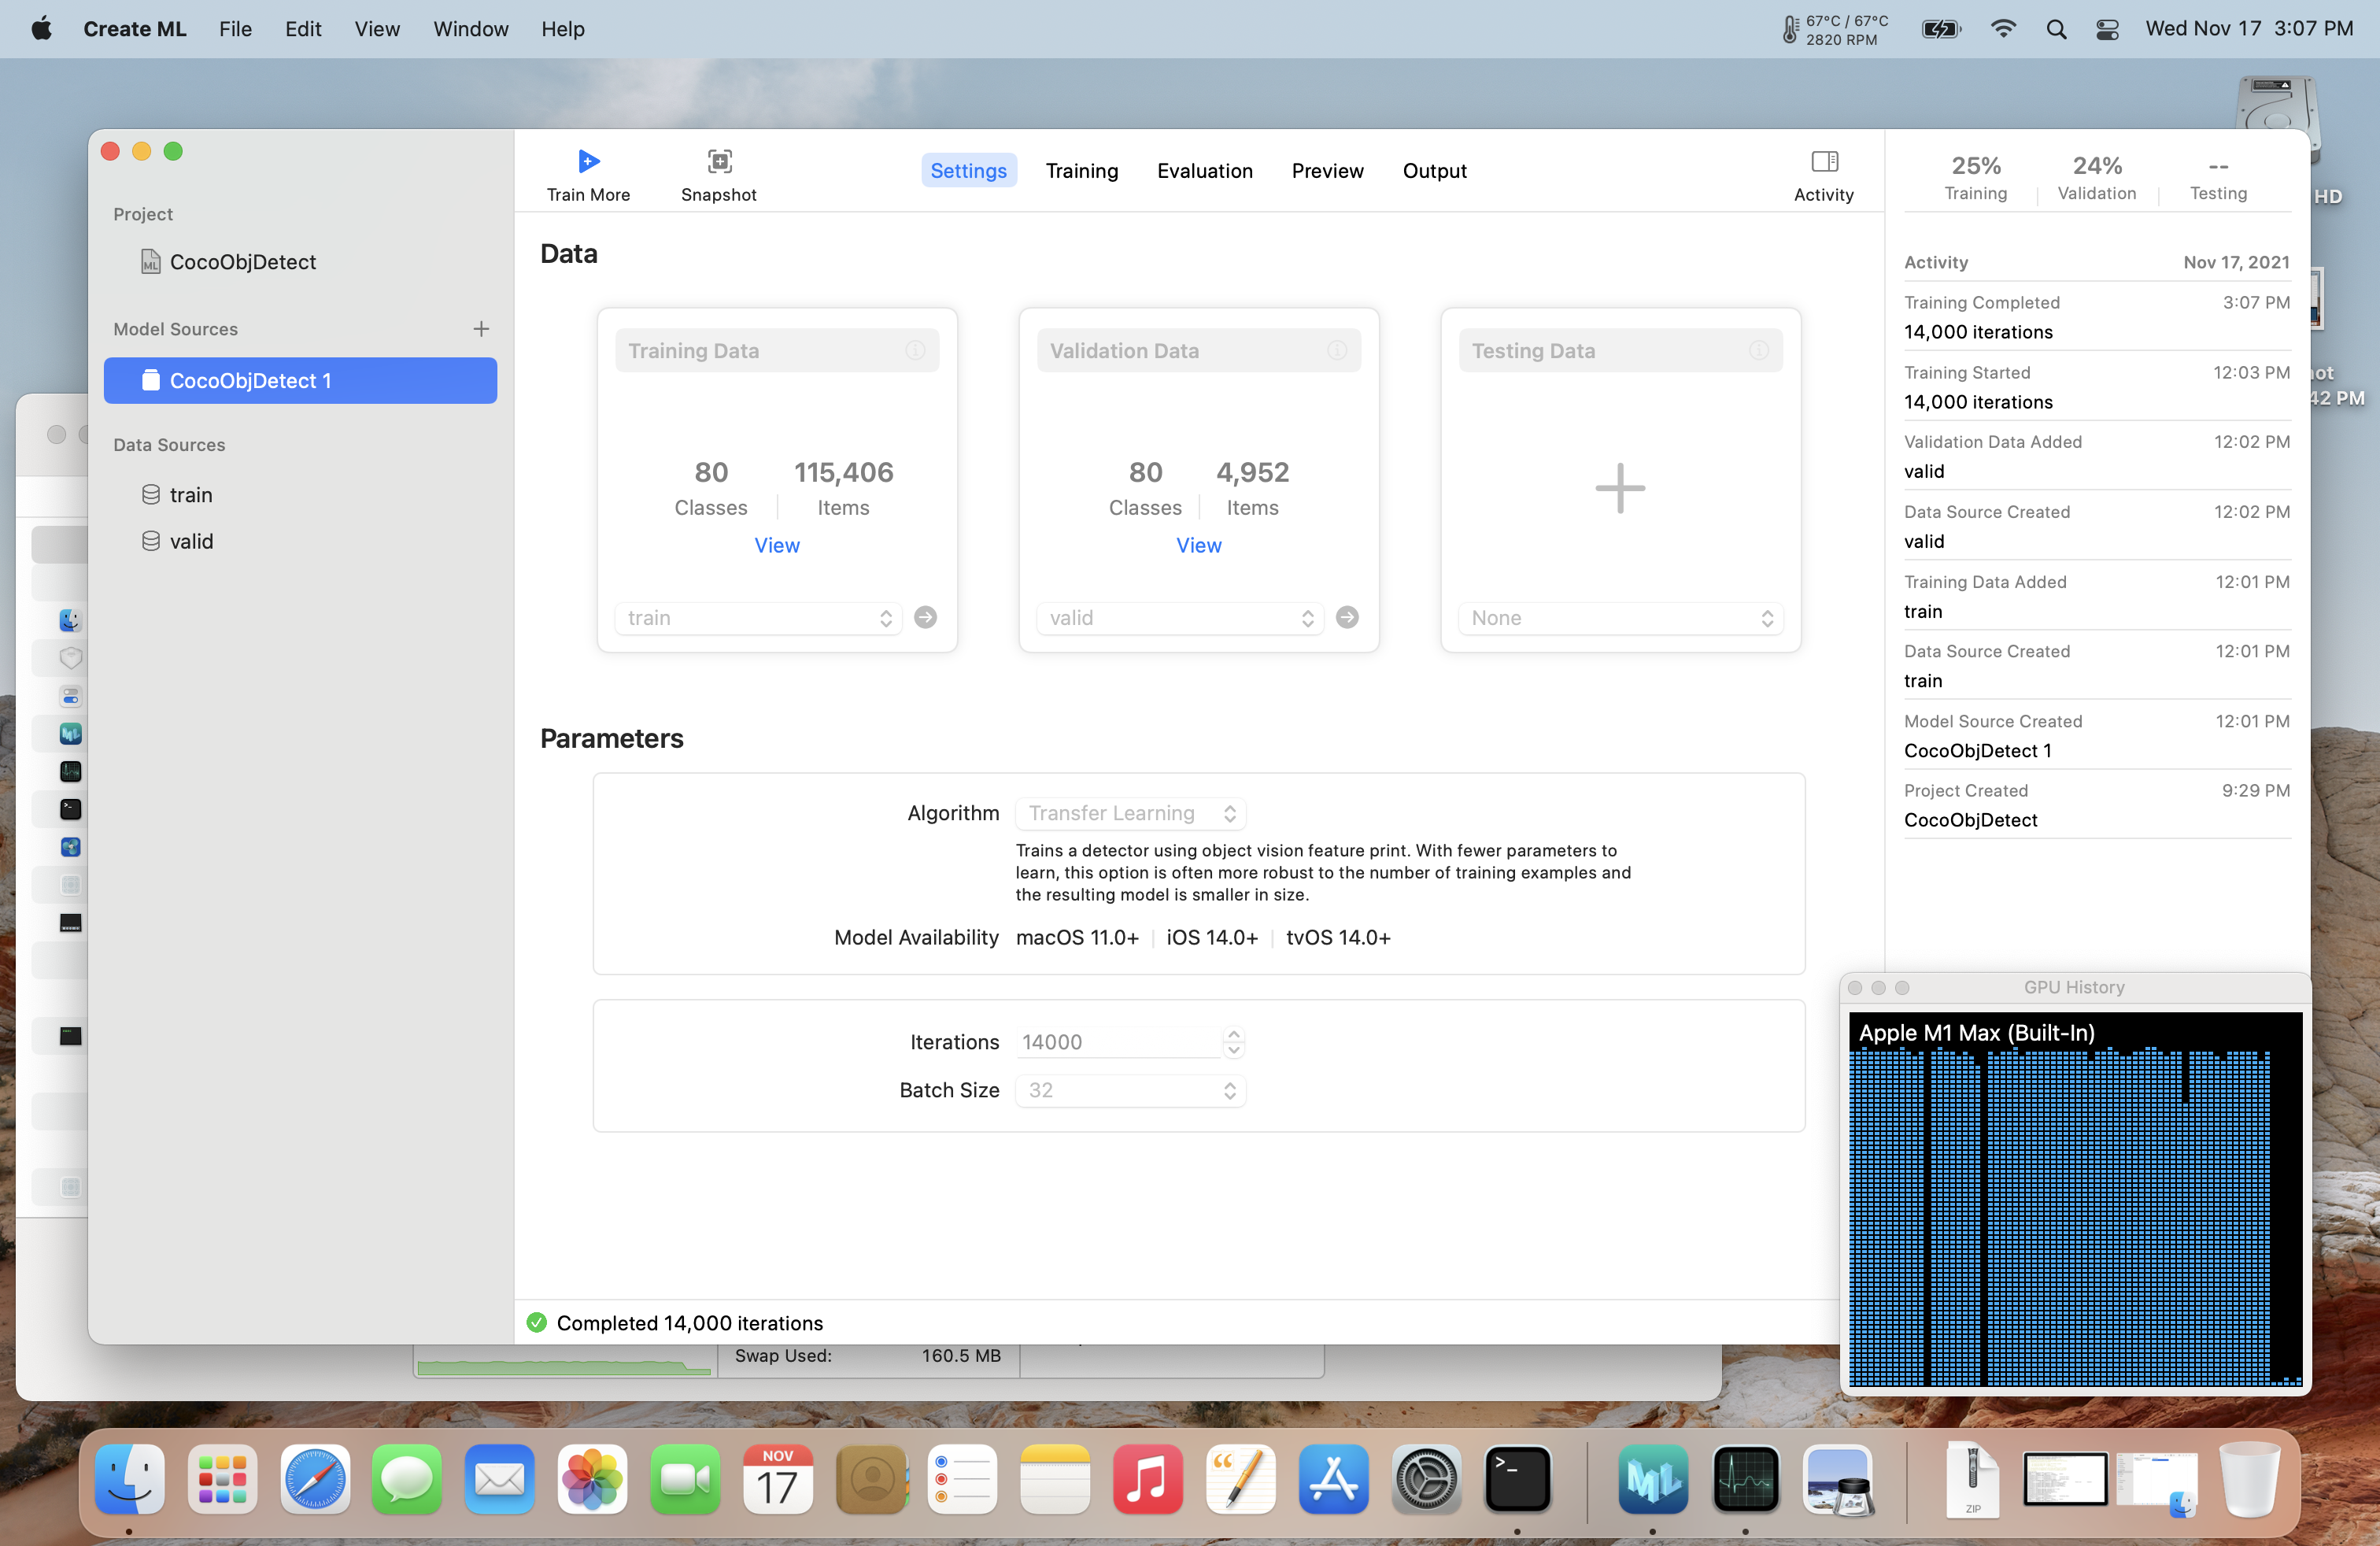 Create ML File Edit View Window Help
67°C / 67°C
2820 RPM
Wed Nov 17 3:07 PM
HD
42 PM
Project
CocoObjDetect
Model Sources
CocoObjDetect 1
Data Sources
train
valid
Train More
Snapshot
Settings Training Evaluation Preview Output
Activity
Data
Training Data
80 115,406
Classes Items
View
train
Validation Data
80 4,952
Classes Items
View
valid
Testing Data
None
Parameters
Algorithm Transfer Learning
Trains a detector using object vision feature print. With fewer parameters to
learn, this option is often more robust to the number of training examples and
the resulting model is smaller in size.
Model Availability macOS 11.0+ iOS 14.0+ tvOS 14.0+
Iterations 14000
Batch Size 32
Completed 14,000 iterations
Swap Used: 160.5 MB
25% 24% --
Training Validation Testing
Activity Nov 17, 2021
Training Completed 3:07 PM
14,000 iterations
Training Started 12:03 PM
14,000 iterations
Validation Data Added 12:02 PM
valid
Data Source Created 12:02 PM
valid
Training Data Added 12:01 PM
train
Data Source Created 12:01 PM
train
Model Source Created 12:01 PM
CocoObjDetect 1
Project Created 9:29 PM
CocoObjDetect
GPU History
Apple M1 Max (Built-In)
NOV
17
ZIP